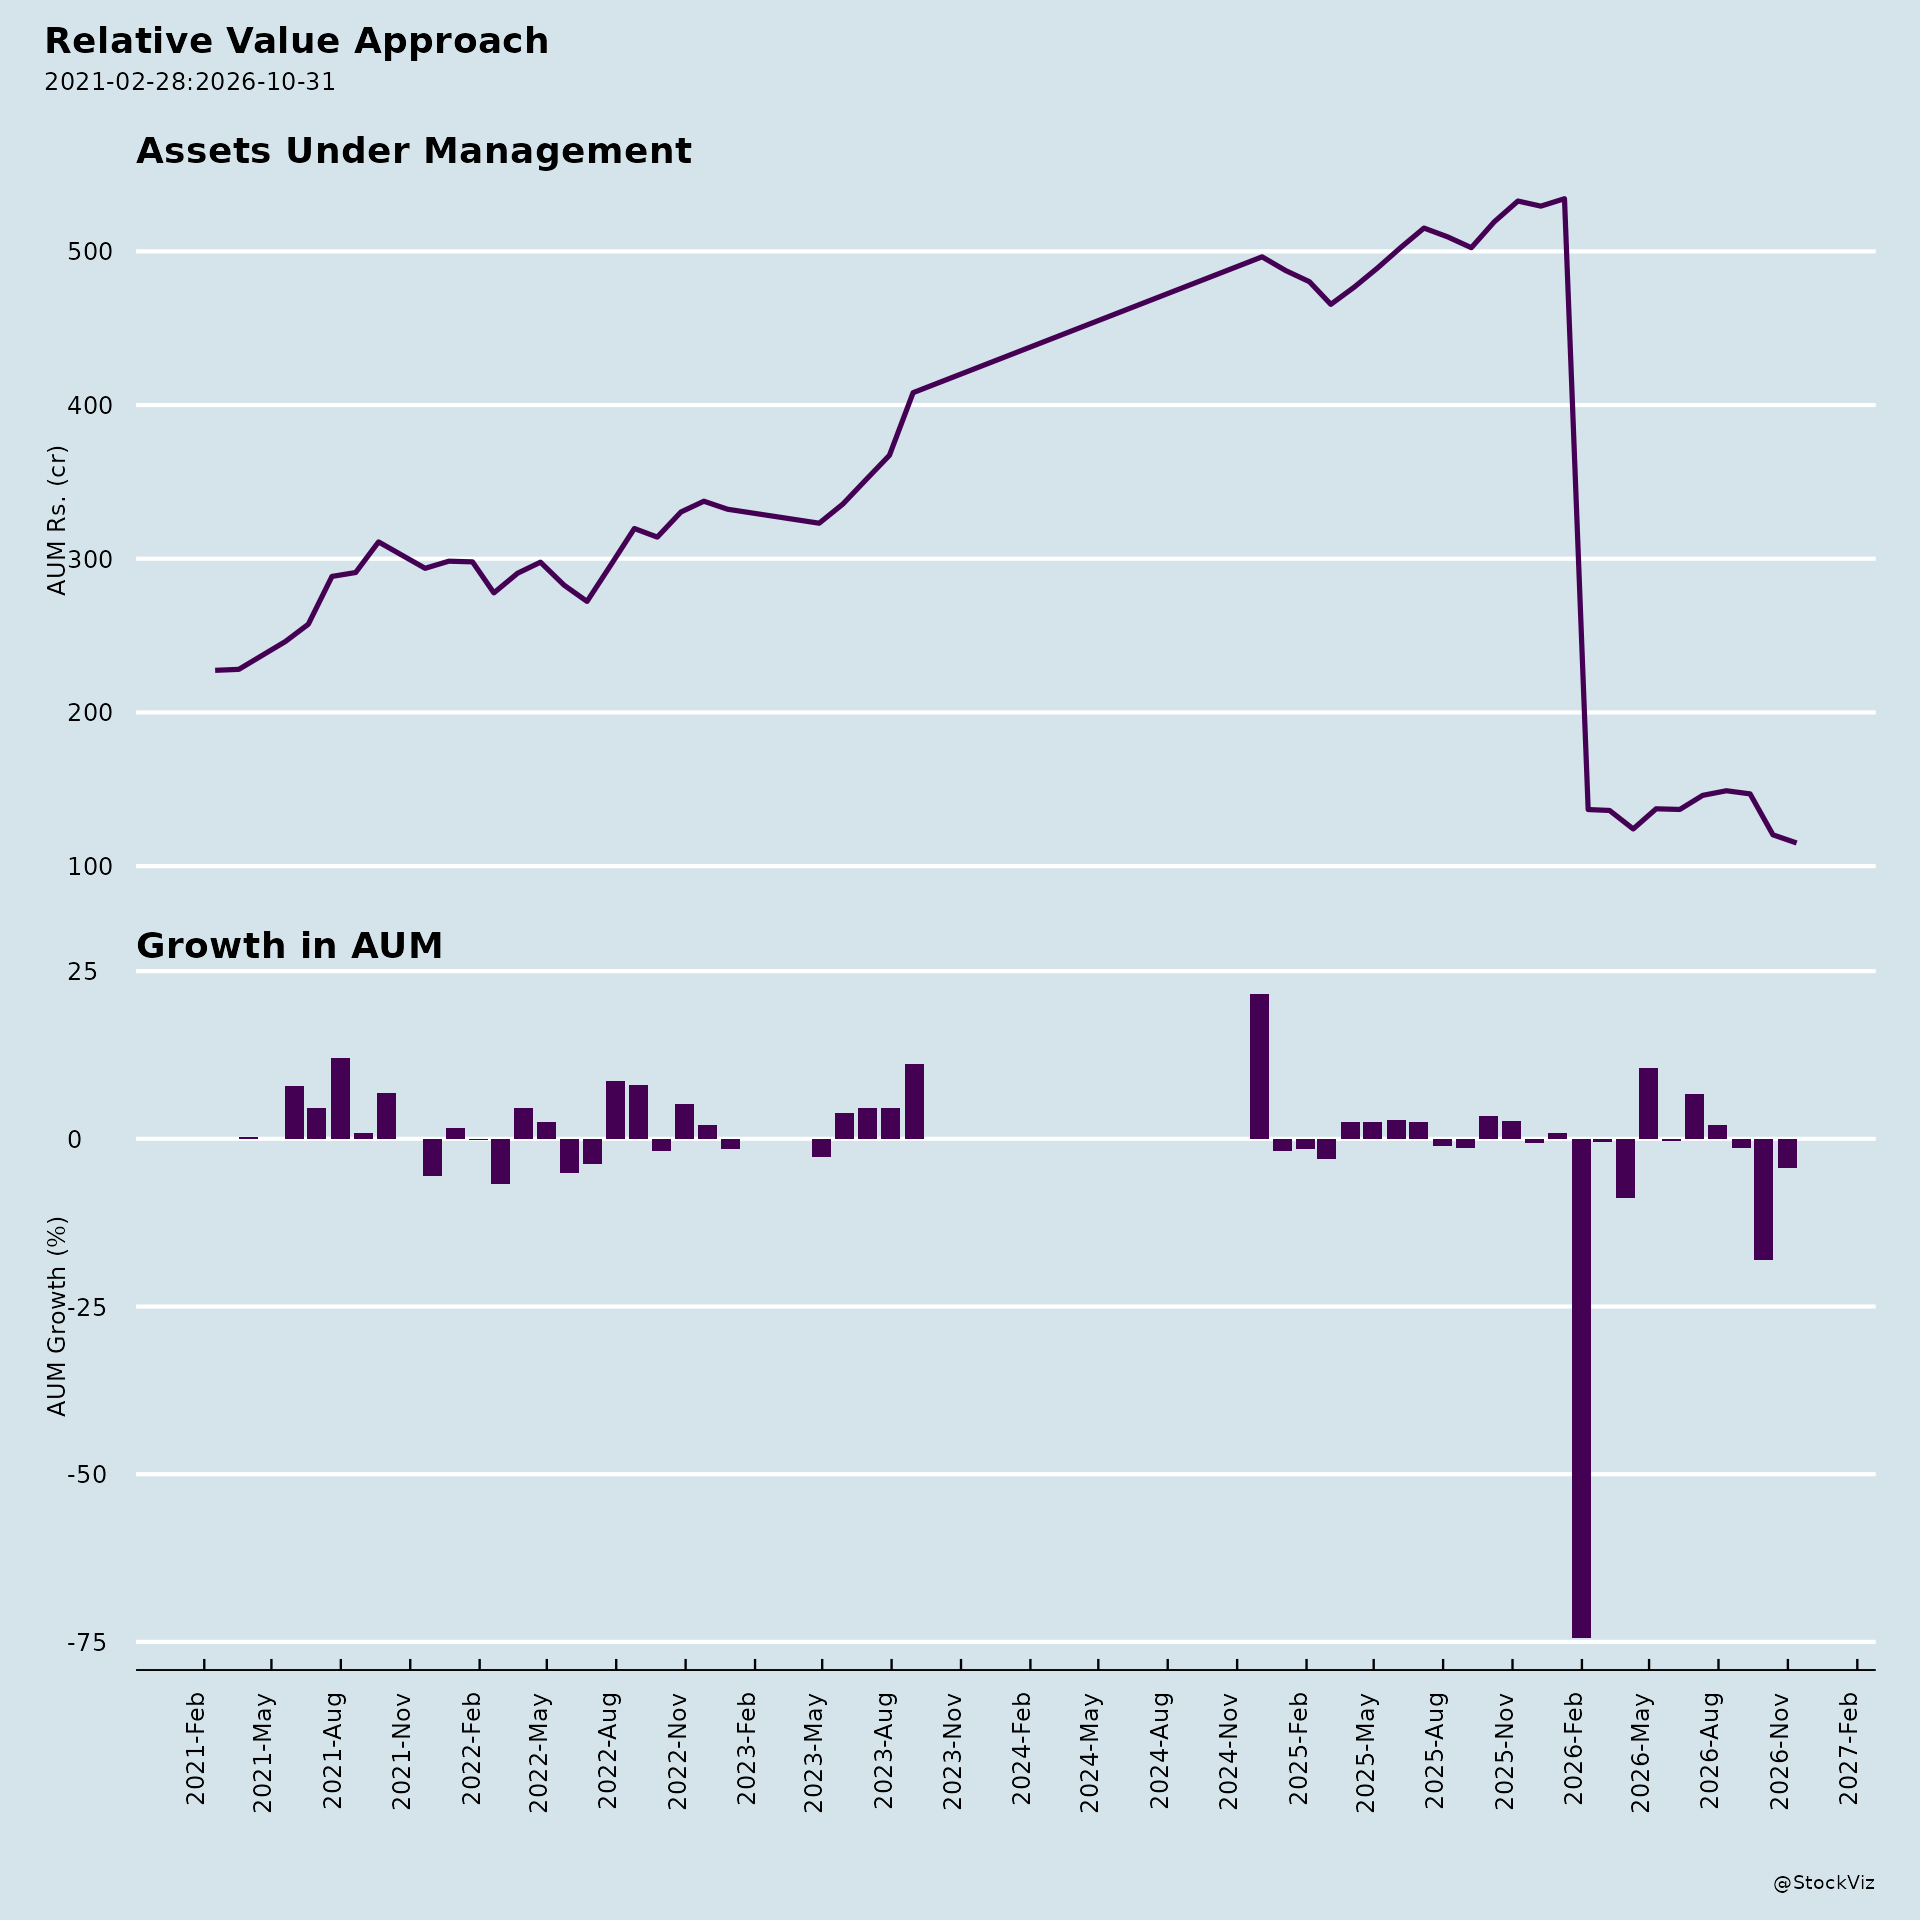 Relative Value Approach
2021-02-28:2026-10-31
Assets Under Management
500
400
300
200
100
AUM Rs. (cr)
Growth in AUM
25
0
-25
-50
-75
AUM Growth (%)
2021-Feb
2021-May
2021-Aug
2021-Nov
2022-Feb
2022-May
2022-Aug
2022-Nov
2023-Feb
2023-May
2023-Aug
2023-Nov
2024-Feb
2024-May
2024-Aug
2024-Nov
2025-Feb
2025-May
2025-Aug
2025-Nov
2026-Feb
2026-May
2026-Aug
2026-Nov
2027-Feb
@StockViz